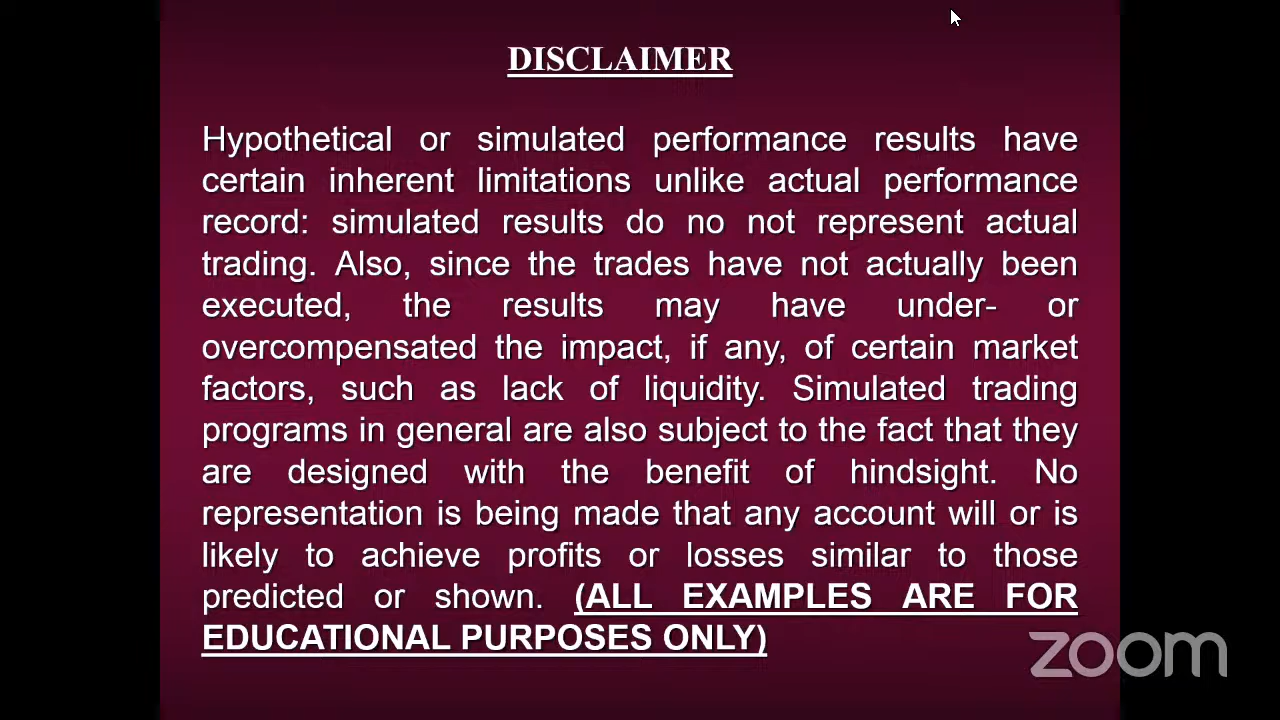 DISCLAIMER
Hypothetical or simulated performance results have
certain inherent limitations unlike actual performance
record: simulated results do no not represent actual
trading. Also, since the trades have not actually been
executed, the results may have under- or
overcompensated the impact, if any, of certain market
factors, such as lack of liquidity. Simulated trading
programs in general are also subject to the fact that they
are designed with the benefit of hindsight. No
representation is being made that any account will or is
likely to achieve profits or losses similar to those
predicted or shown. (ALL EXAMPLES ARE FOR
EDUCATIONAL PURPOSES ONLY)
zoom